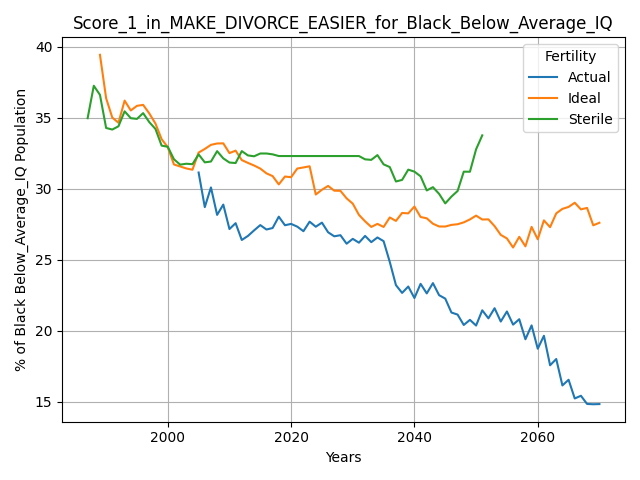 Score_1_in_MAKE_DIVORCE_EASIER_for_Black_Below_Average_IQ
% of Black Below_Average_IQ Population
40
35
30
25
20
15
Fertility
Actual
Ideal
Sterile
2000
2020
2040
2060
Years